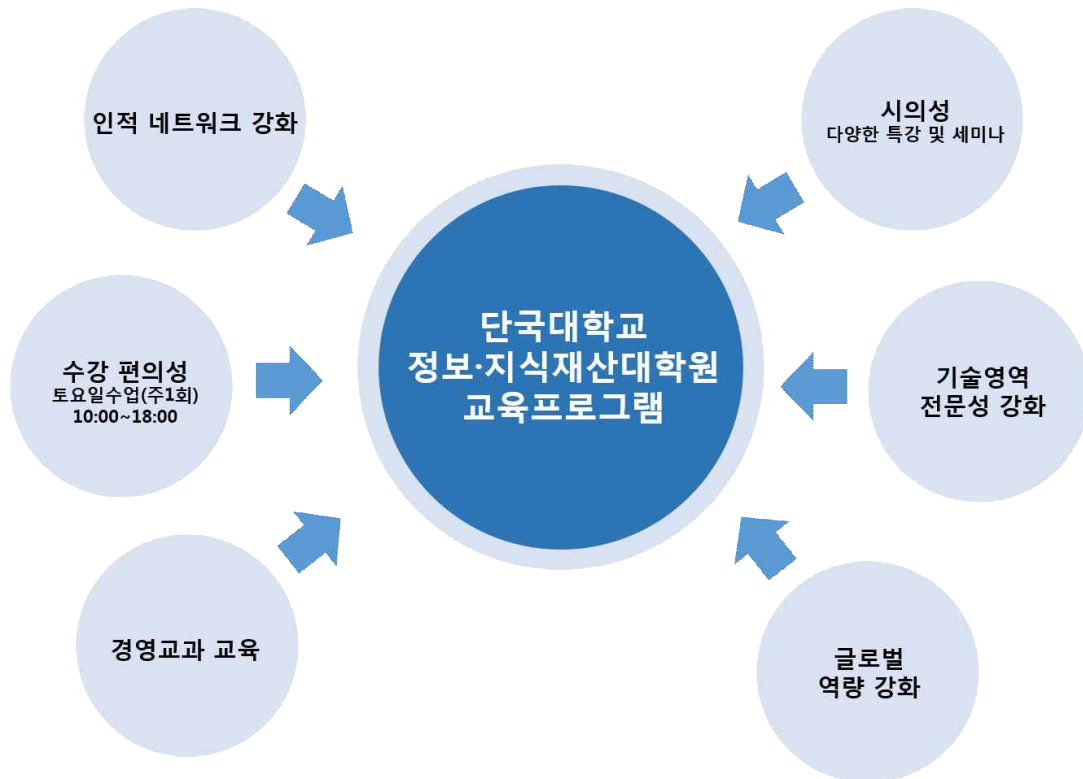 인적 네트워크 강화
시의성
다양한 특강 및 세미나
단국대학교
정보·지식재산대학원
교육프로그램
수강 편의성
토요일수업(주1회)
10:00~18:00
기술영역
전문성 강화
경영교과 교육
글로벌
역량 강화